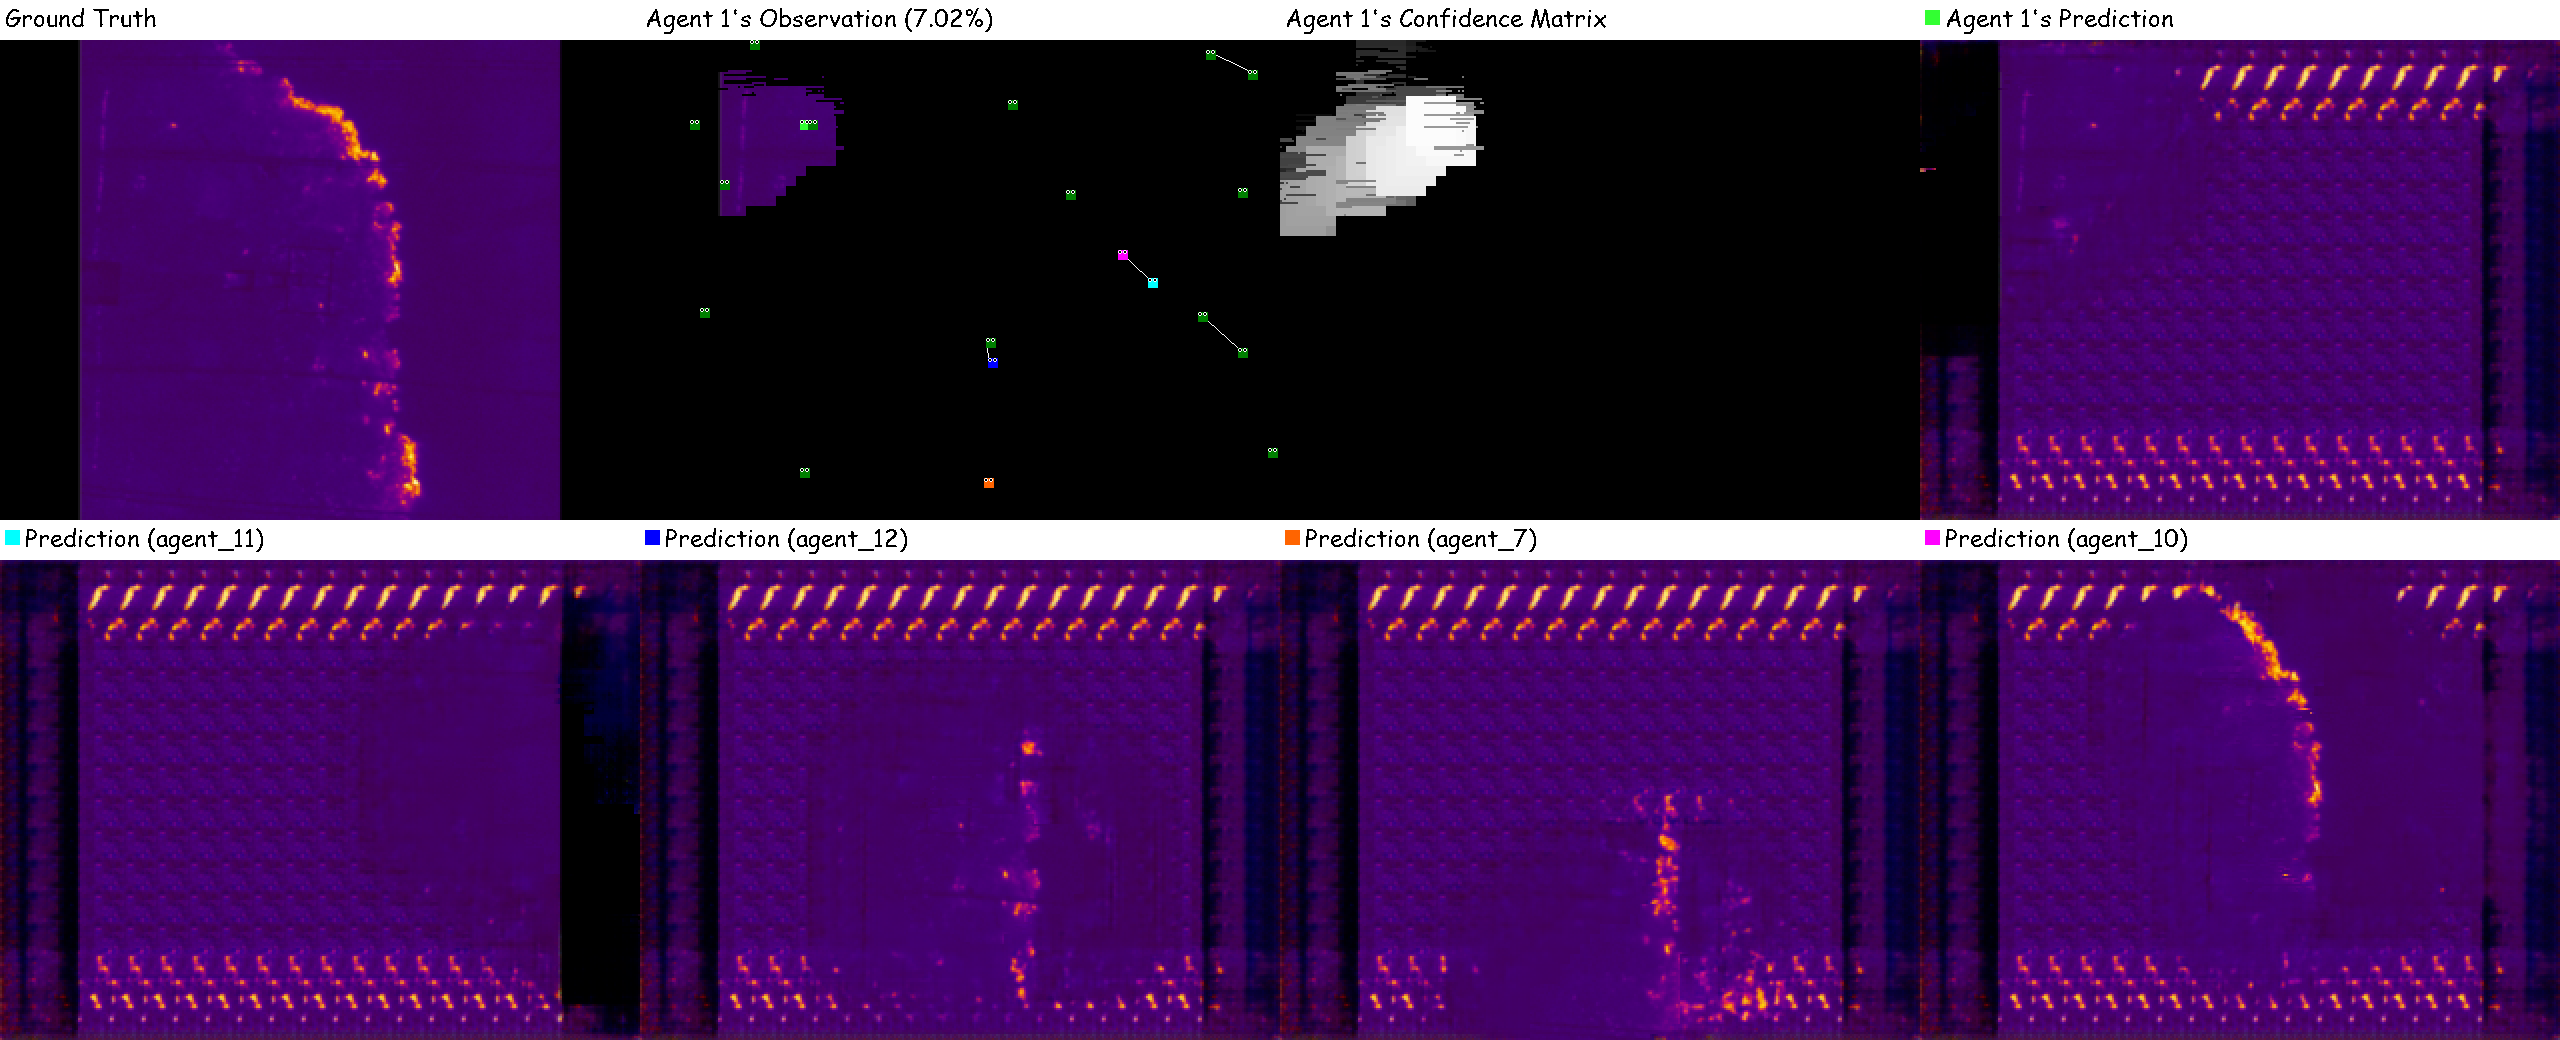 Ground Truth
Agent 1's Observation (7.02%)
Agent 1's Confidence Matrix
Agent 1's Prediction
Prediction (agent_11)
Prediction (agent_12)
Prediction (agent_7)
Prediction (agent_10)